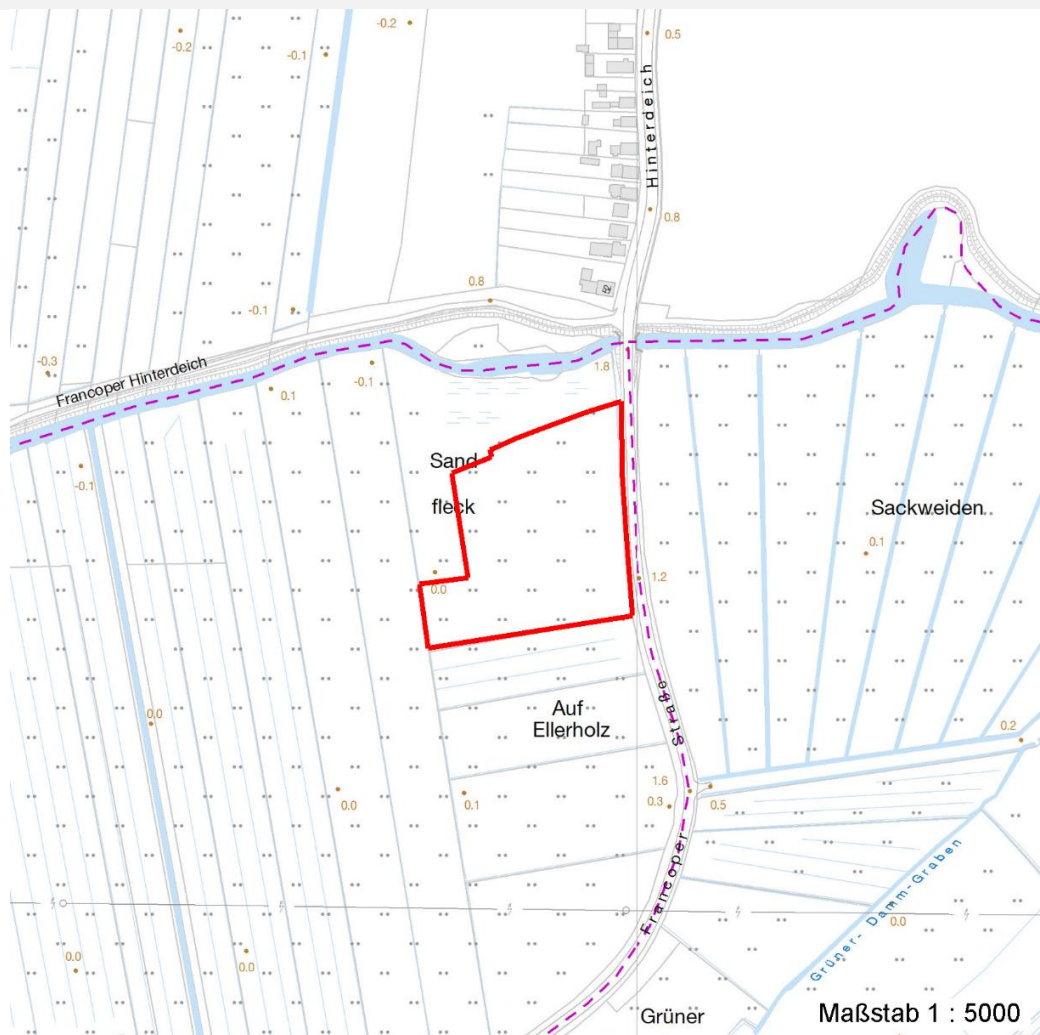 -0.2
0.5
-0.2
-0.1
Hinterdeich
0.8
0.8
-0.1
1.8
-0.3
Francoper Hinterdeich
-0.1
0.1
-0.1
Sand
fleck
Sackweiden
0.1
0.0
1.2
Auf
Ellerholz
Francoper Straße
0.0
0.2
1.6
0.5
0.0
0.1
0.3
Grüner- Damm-Graben
0.0
0.0
0.0
Grüner
Maßstab 1 : 5000